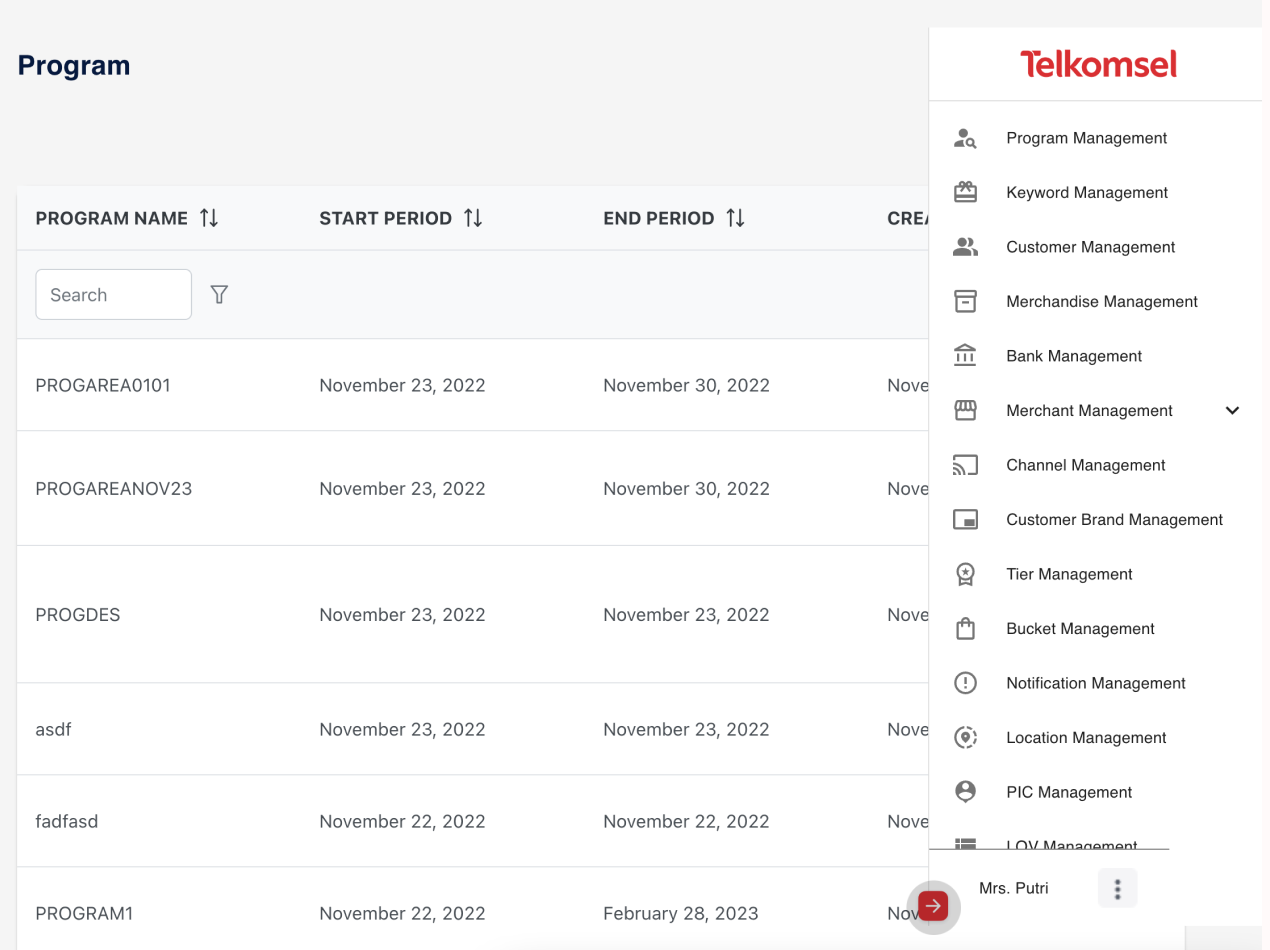 Program
PROGRAM NAME START PERIOD END PERIOD CREA
Search
PROGAREA0101 November 23, 2022 November 30, 2022 Nove
PROGAREANOV23 November 23, 2022 November 30, 2022 Nove
PROGDES November 23, 2022 November 23, 2022 Nove
asdf November 23, 2022 November 23, 2022 Nove
fadfasd November 22, 2022 November 22, 2022 Nove
PROGRAM1 November 22, 2022 February 28, 2023 Nov
Telkomsel
Program Management
Keyword Management
Customer Management
Merchandise Management
Bank Management
Merchant Management
Channel Management
Customer Brand Management
Tier Management
Bucket Management
Notification Management
Location Management
PIC Management
LOV Management
Mrs. Putri